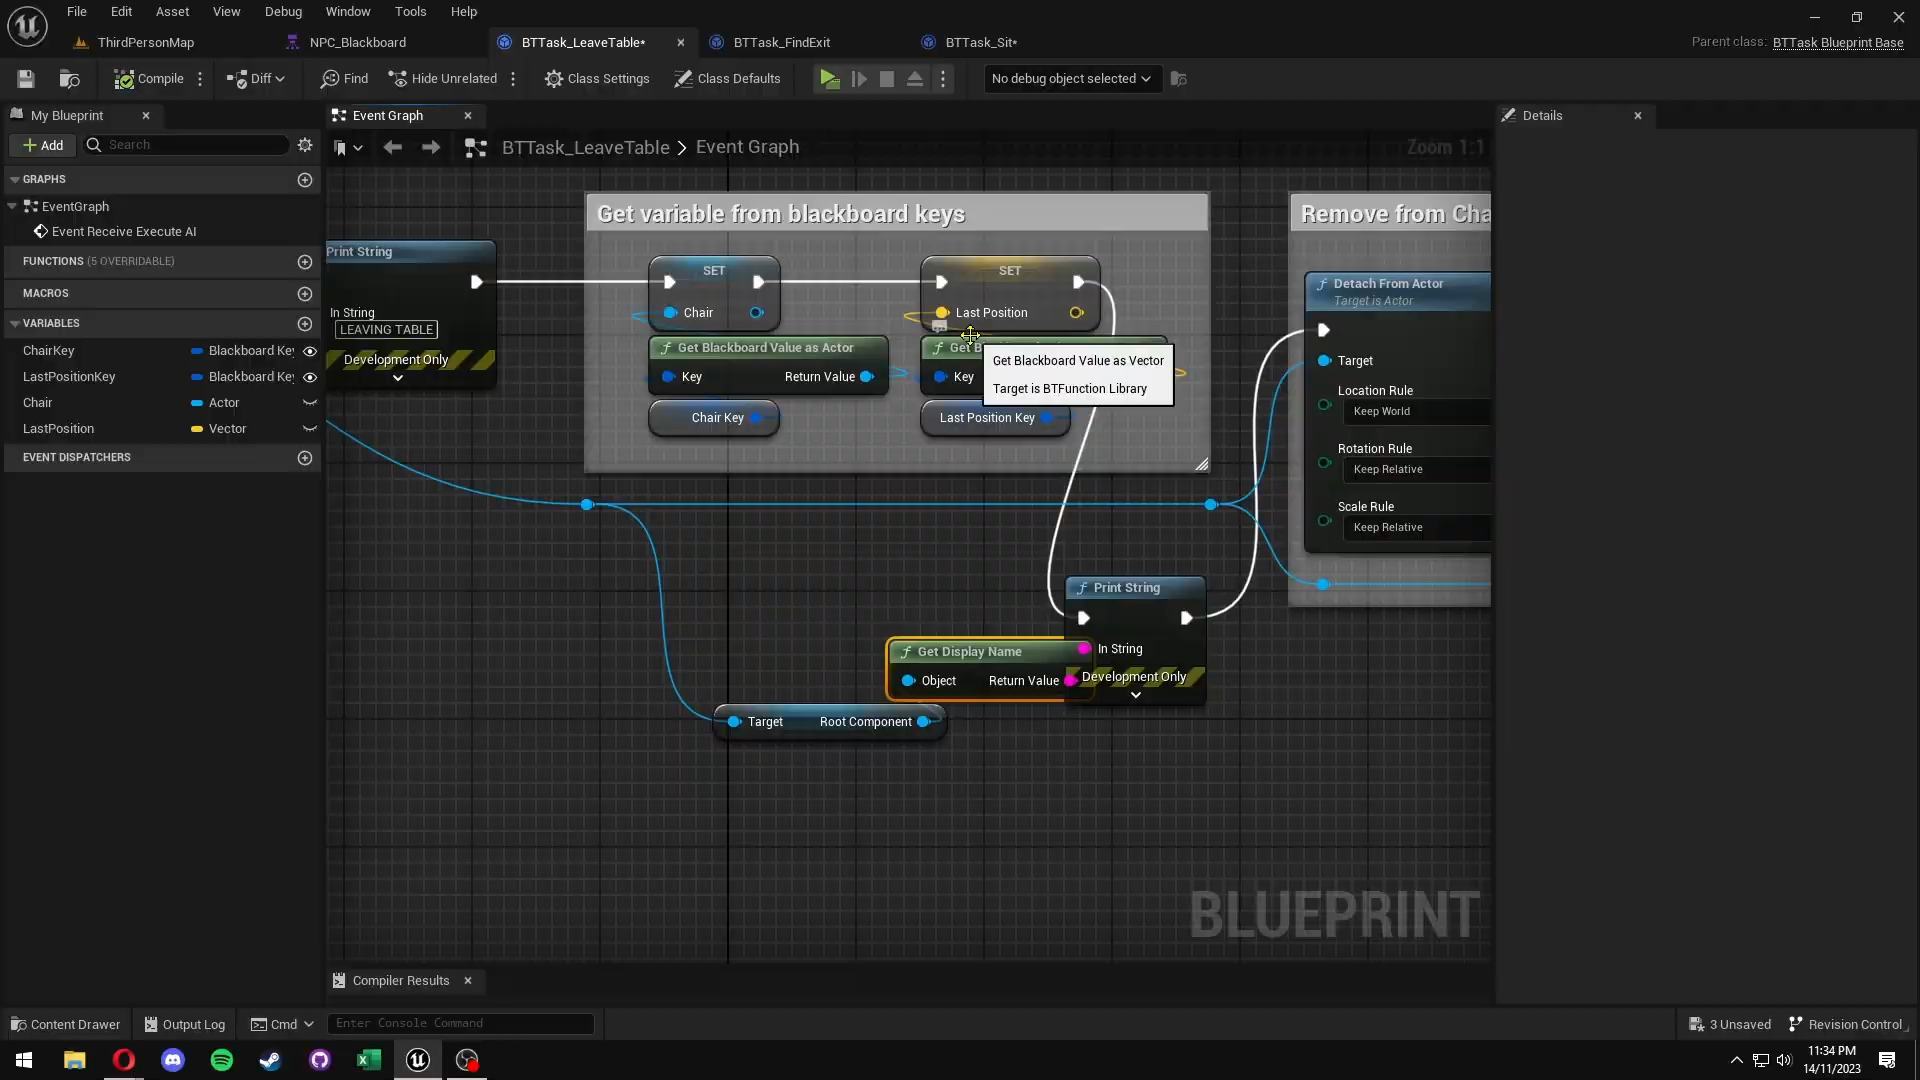 File Edit Asset View Debug Window Tools Help
ThirdPersonMap NPC_Blackboard BTTask_LeaveTable* BTTask_FindExit BTTask_Sit* Parent class: BTTask Blueprint Base
Compile Diff Find Hide Unrelated Class Settings Class Defaults No debug object selected
My Blueprint Event Graph Details
Add Search BTTask_LeaveTable > Event Graph Zoom 1:1
GRAPHS
EventGraph
Event Receive Execute AI
FUNCTIONS (5 OVERRIDABLE)
MACROS
VARIABLES
ChairKey Blackboard Key
LastPositionKey Blackboard Key
Chair Actor
LastPosition Vector
EVENT DISPATCHERS
Print String
In String
LEAVING TABLE
Development Only
Get variable from blackboard keys
SET
Chair
Get Blackboard Value as Actor
Key Return Value
Chair Key
SET
Last Position
Get B
Key
Last Position Key
Get Blackboard Value as Vector
Target is BTFunction Library
Remove from Cha
Detach From Actor
Target is Actor
Target
Location Rule
Keep World
Rotation Rule
Keep Relative
Scale Rule
Keep Relative
Print String
In String
Development Only
Get Display Name
Object Return Value
Target Root Component
BLUEPRINT
Compiler Results
Content Drawer Output Log Cmd Enter Console Command 3 Unsaved Revision Control
11:34 PM
14/11/2023